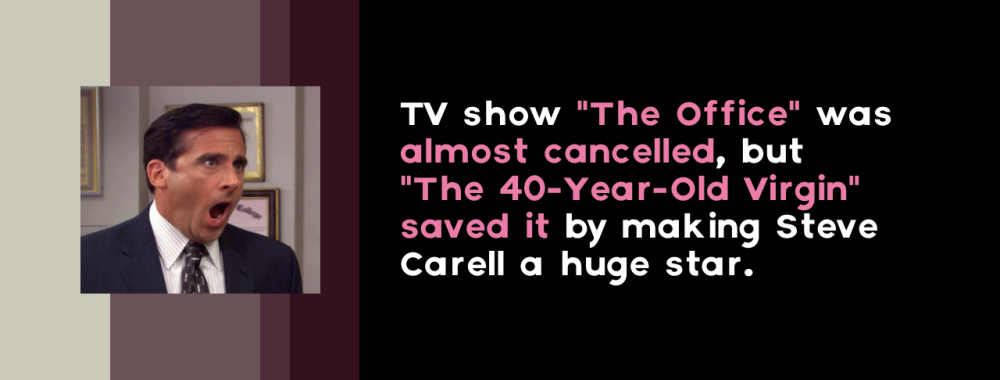 TV show "The Office" was
almost cancelled, but
"The 40-Year-Old Virgin"
saved it by making Steve
Carell a huge star.
College